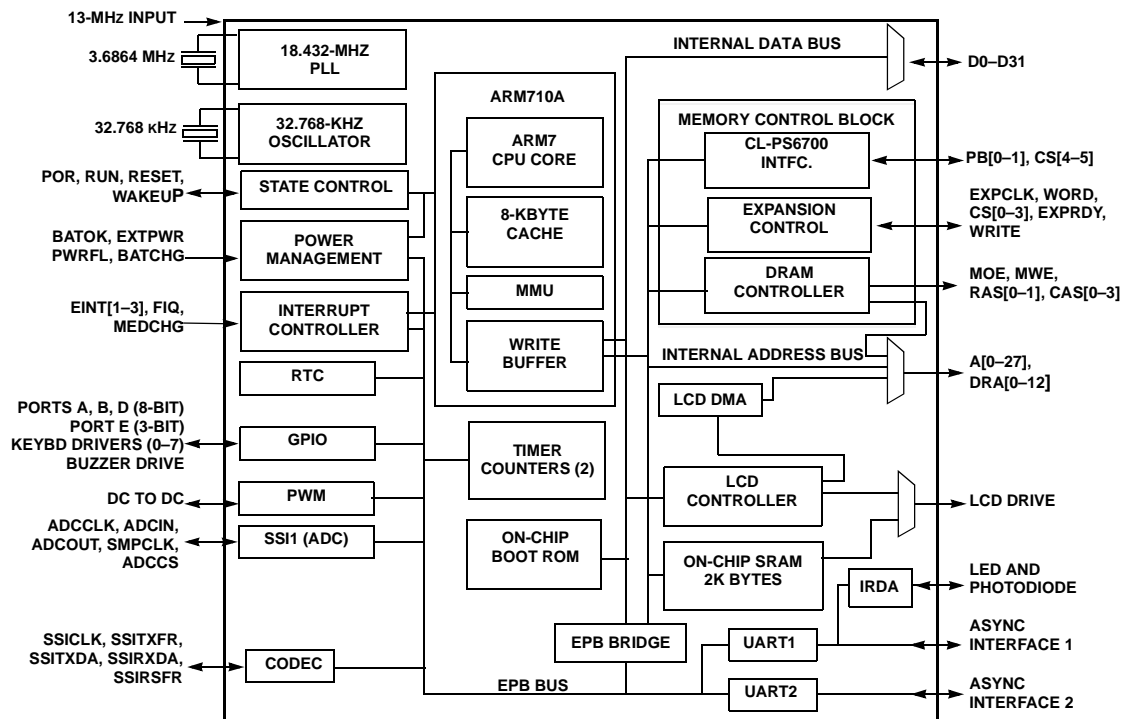 13-MHz INPUT
3.6864 MHz
18.432-MHZ
PLL
32.768 KHZ
32.768-KHZ
OSCILLATOR
POR, RUN, RESET,
WAKEUP
STATE CONTROL
BATOK, EXTPWR
PWRFL, BATCHG
POWER
MANAGEMENT
EINT[1–3], FIQ,
MEDCHG
INTERRUPT
CONTROLLER
RTC
PORTS A, B, D (8-BIT)
PORT E (3-BIT)
KEYBD DRIVERS (0–7)
BUZZER DRIVE
GPIO
DC TO DC
PWM
ADCCLK, ADCIN,
ADCOUT, SMPCLK,
ADCCS
SSI1 (ADC)
SSICLK, SSITXFR,
SSITXDA, SSIRXDA,
SSIRSFR
CODEC
ARM710A
ARM7
CPU CORE
8-KBYTE
CACHE
MMU
WRITE
BUFFER
TIMER
COUNTERS (2)
ON-CHIP
BOOT ROM
EPB BUS
EPB BRIDGE
INTERNAL DATA BUS
D0–D31
MEMORY CONTROL BLOCK
CL-PS6700
INTFC.
PB[0–1], CS[4–5]
EXPANSION
CONTROL
EXPCLK, WORD,
CS[0–3], EXPRDY,
WRITE
DRAM
CONTROLLER
MOE, MWE,
RAS[0–1], CAS[0–3]
INTERNAL ADDRESS BUS
A[0–27],
DRA[0–12]
LCD DMA
LCD
CONTROLLER
LCD DRIVE
ON-CHIP SRAM
2K BYTES
IRDA
LED AND
PHOTODIODE
UART1
ASYNC
INTERFACE 1
UART2
ASYNC
INTERFACE 2